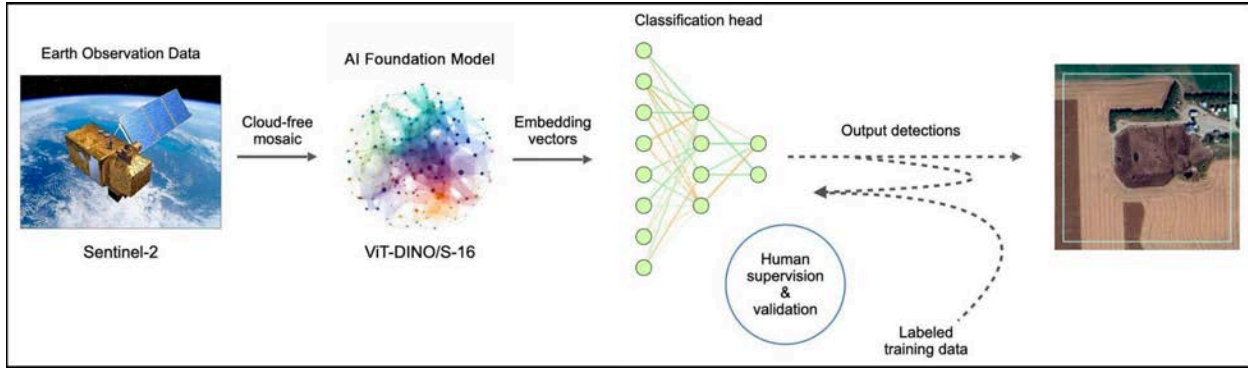 Classification head
Earth Observation Data
AI Foundation Model
Cloud-free
mosaic
Embedding
vectors
Output detections
Sentinel-2
ViT-DINO/S-16
Human
supervision
&
validation
Labeled
training data